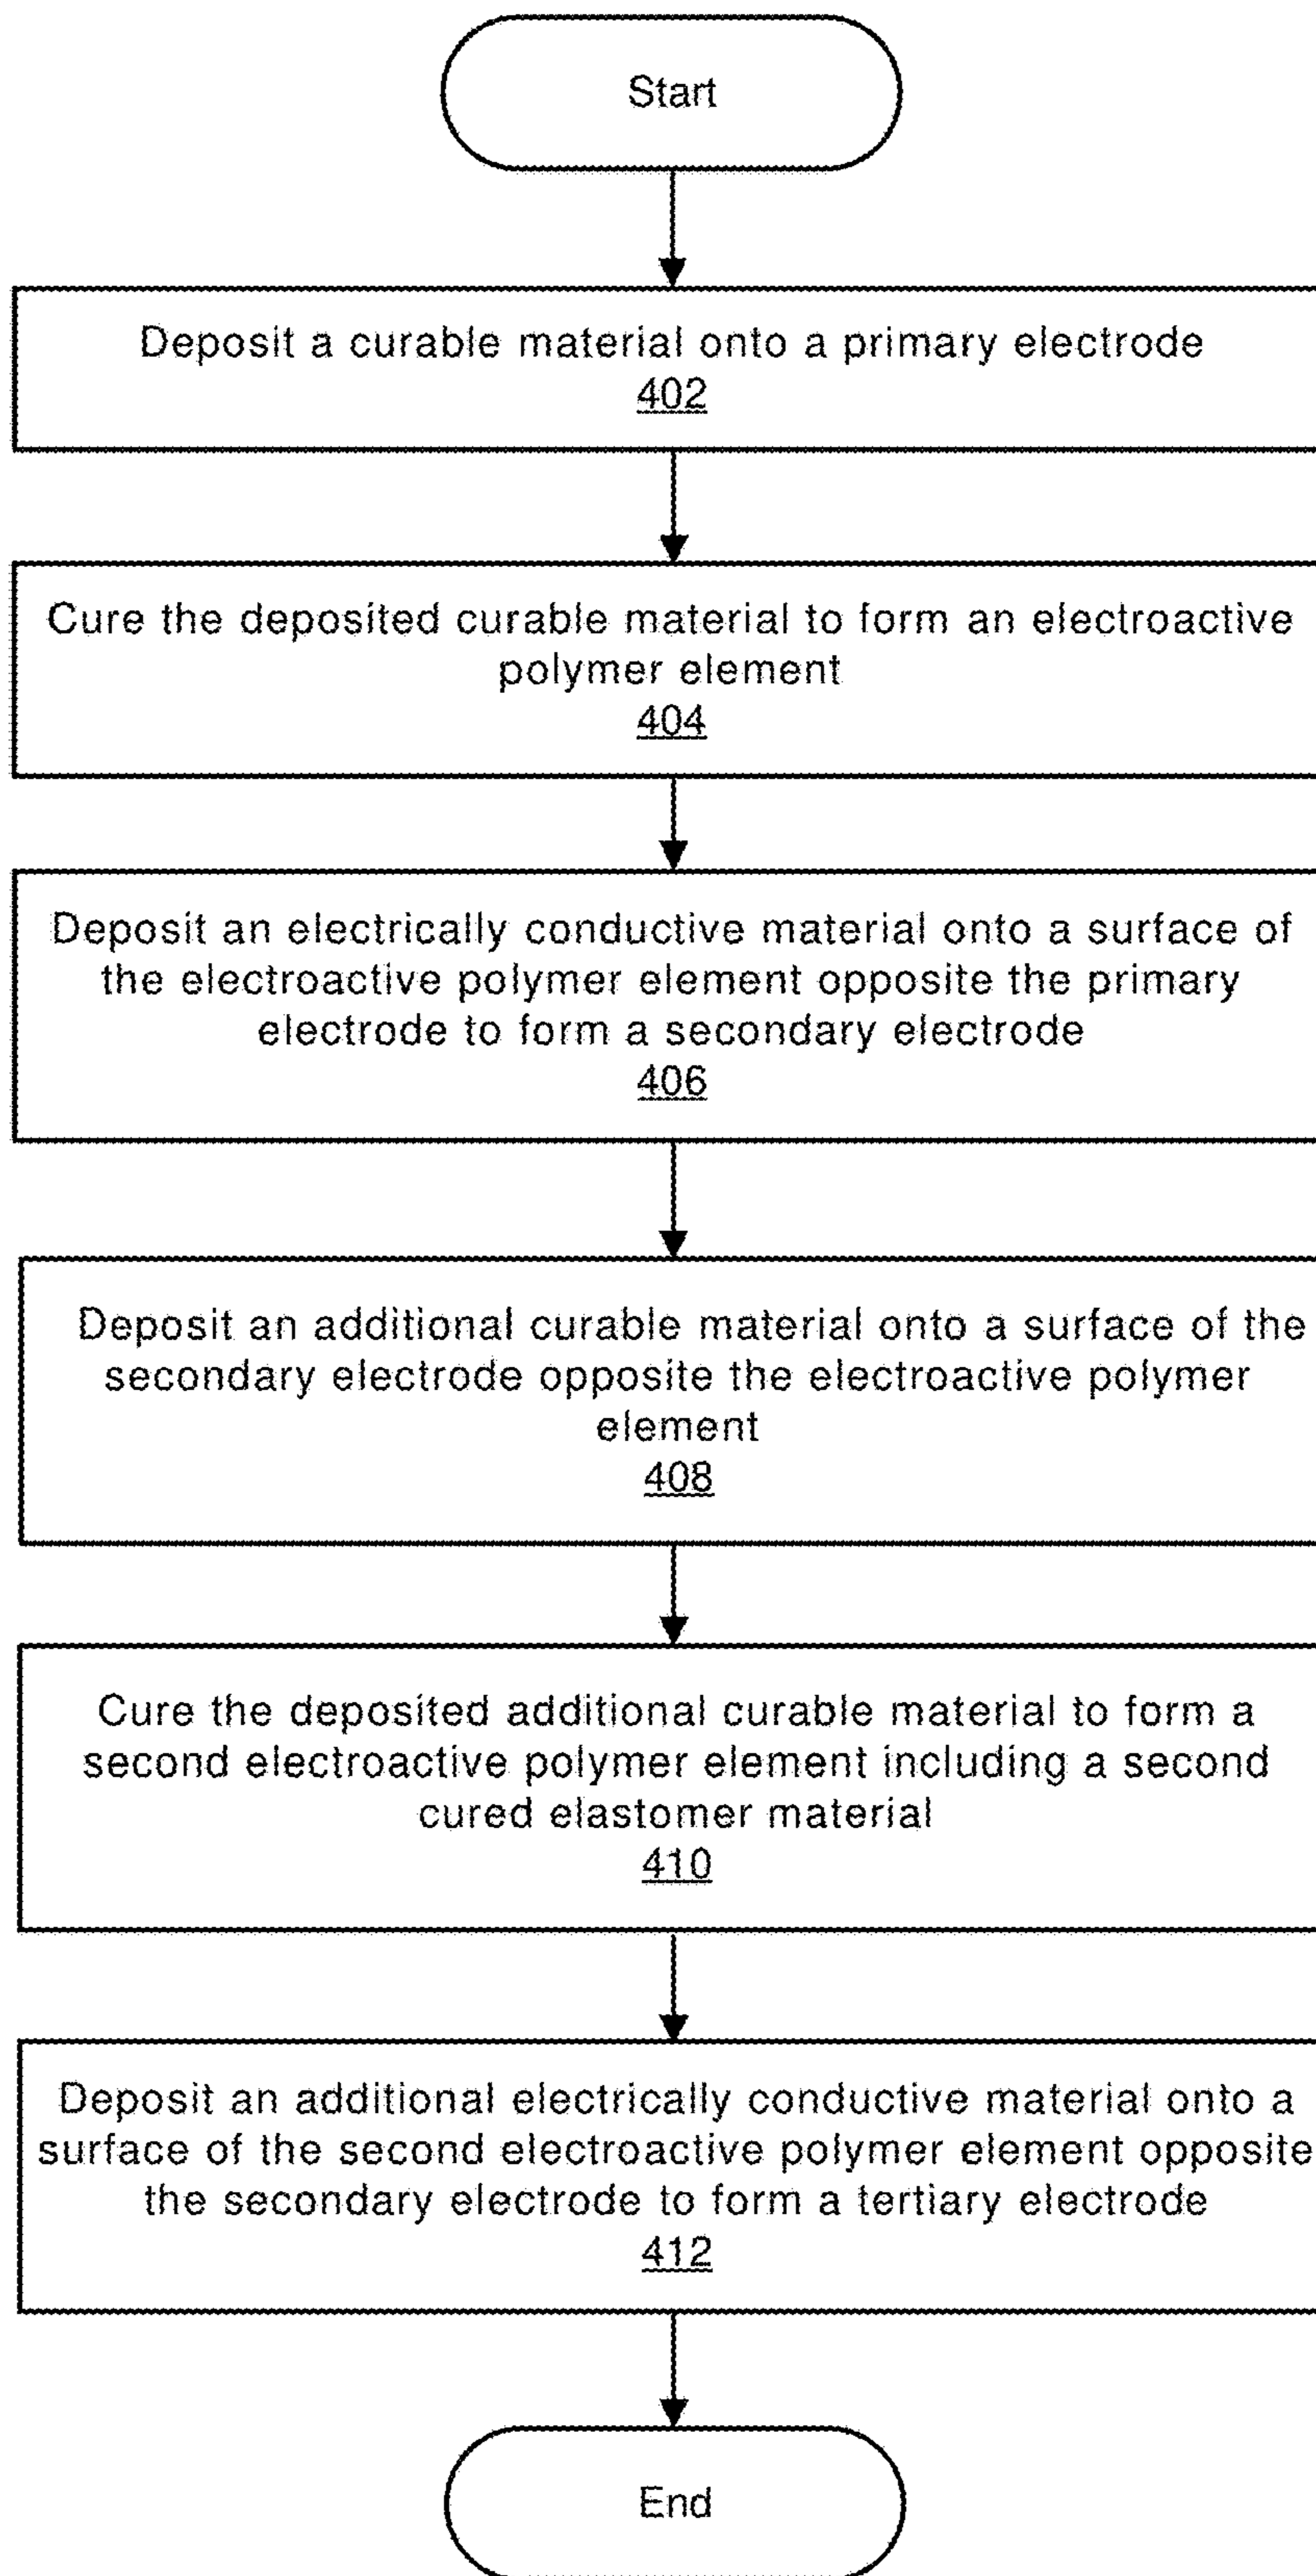 Start
Deposit a curable material onto a primary electrode
402
Cure the deposited curable material to form an electroactive
polymer element
404
Deposit an electrically conductive material onto a surface of
the electroactive polymer element opposite the primary
electrode to form a secondary electrode
406
Deposit an additional curable material onto a surface of the
secondary electrode opposite the electroactive polymer
element
408
Cure the deposited additional curable material to form a
second electroactive polymer element including a second
cured elastomer material
410
Deposit an additional electrically conductive material onto a
surface of the second electroactive polymer element opposite
the secondary electrode to form a tertiary electrode
412
End